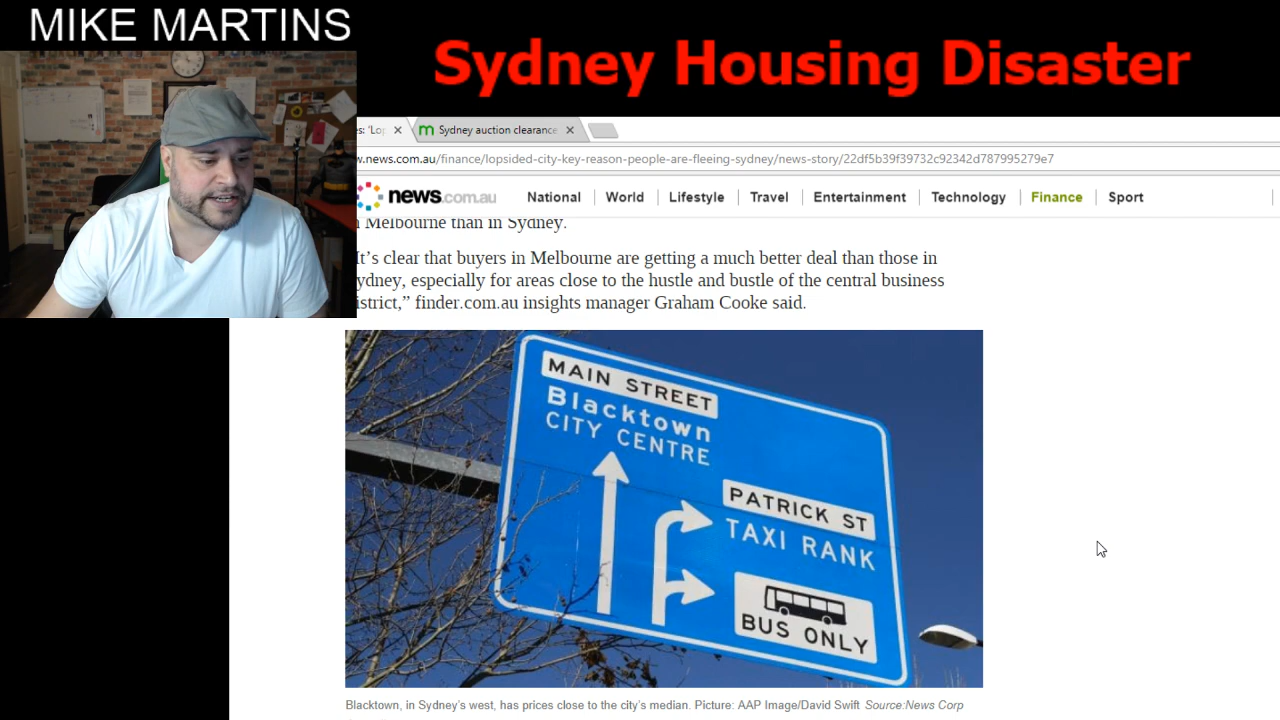 MIKE MARTINS
Sydney Housing Disaster
es: 'Lop
Sydney auction clearance
w.news.com.au/finance/lopsided-city-key-reason-people-are-fleeing-sydney/news-story/22df5b39f39732c92342d787995279e7
news.com.au
National World Lifestyle Travel Entertainment Technology Finance Sport
n Melbourne than in Sydney.
It’s clear that buyers in Melbourne are getting a much better deal than those in
ydney, especially for areas close to the hustle and bustle of the central business
istrict,” finder.com.au insights manager Graham Cooke said.
MAIN STREET
Blacktown
CITY CENTRE
PATRICK ST
TAXI RANK
BUS ONLY
Blacktown, in Sydney’s west, has prices close to the city’s median. Picture: AAP Image/David Swift Source:News Corp